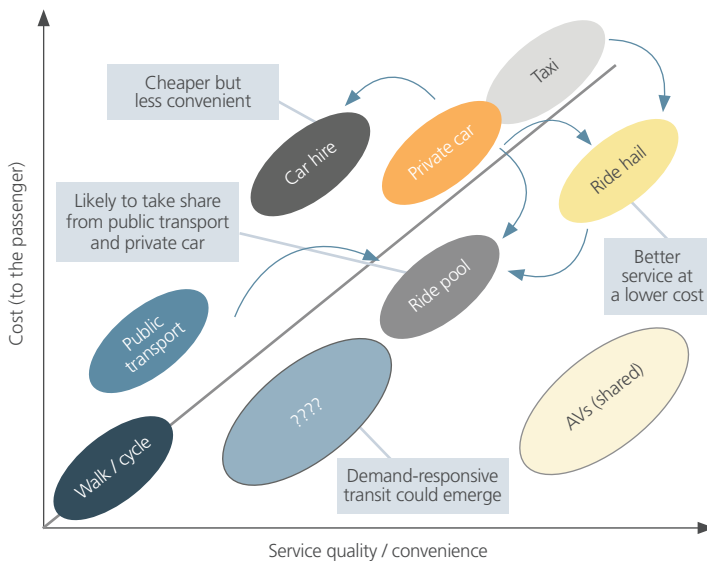 Taxi
Cheaper but
less convenient
Car hire
Private car
Ride hail
Likely to take share
from public transport
and private car
Better
service at
a lower cost
Ride pool
Public
transport
????
AVs (shared)
Walk / cycle
Demand-responsive
transit could emerge
Cost (to the passenger)
Service quality / convenience